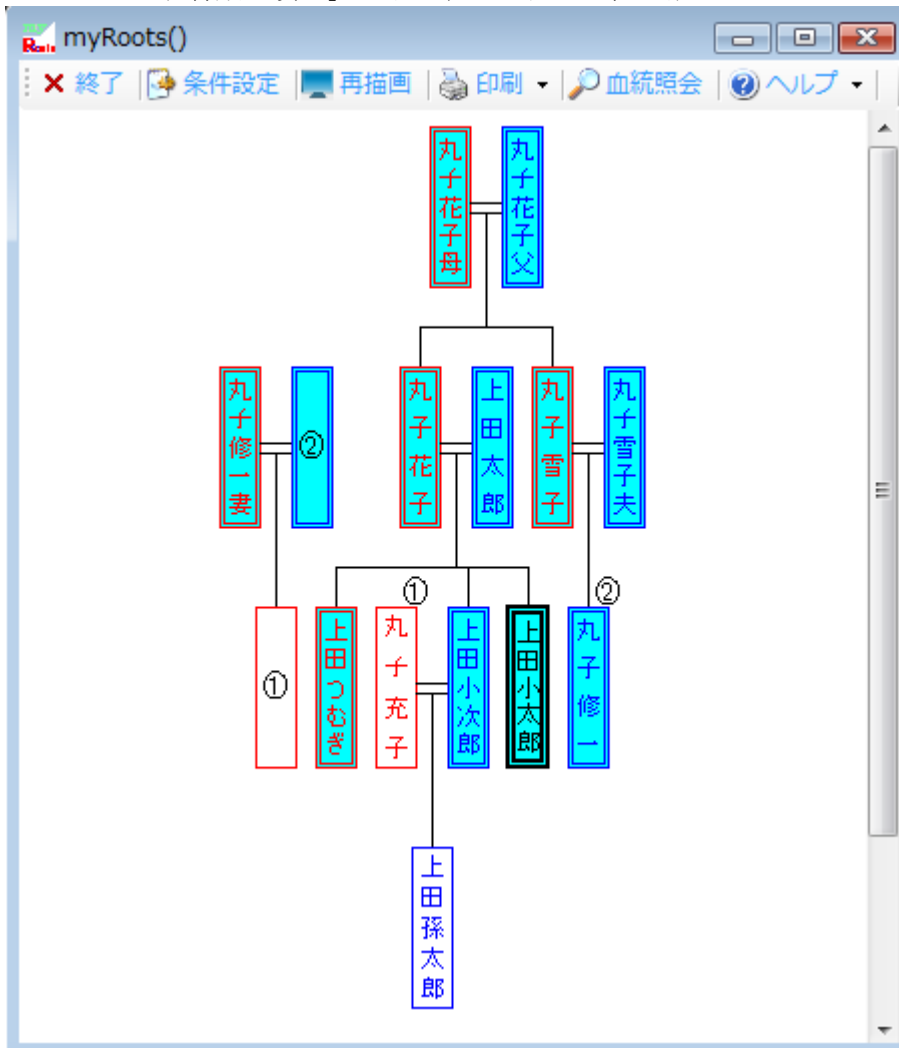 myRoots()
終了 条件設定 再描画 印刷 血統照会 ヘルプ
丸子花子母
丸子花子父
丸子修一妻
②
丸子花子
上田太郎
丸子雪子
丸子雪子夫
①
②
①
上田つむぎ
丸子充子
上田小次郎
上田小太郎
丸子修一
上田孫太郎